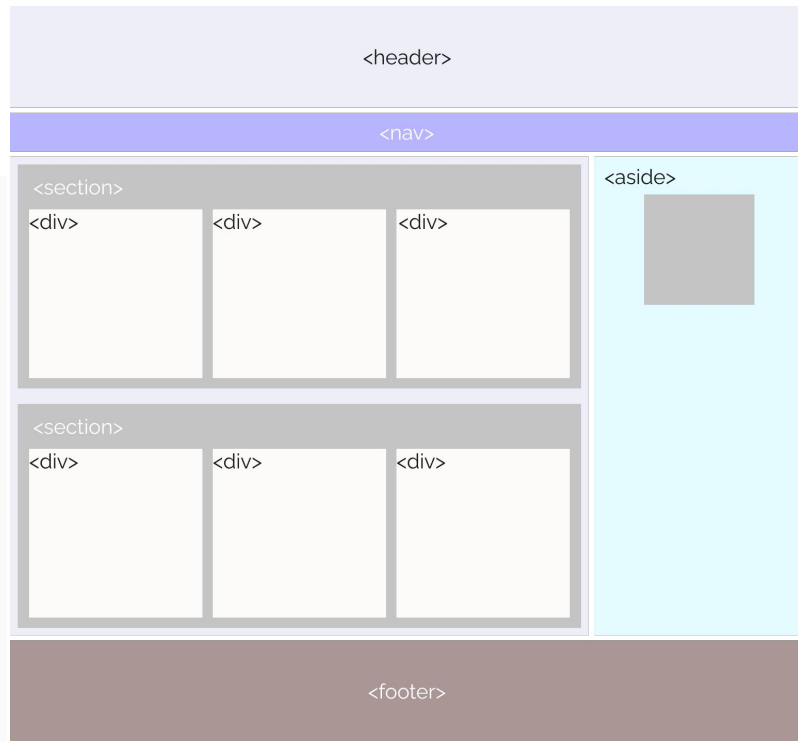 <header>
<nav>
<section>
<div> <div> <div>
<aside>
<section>
<div> <div> <div>
<footer>